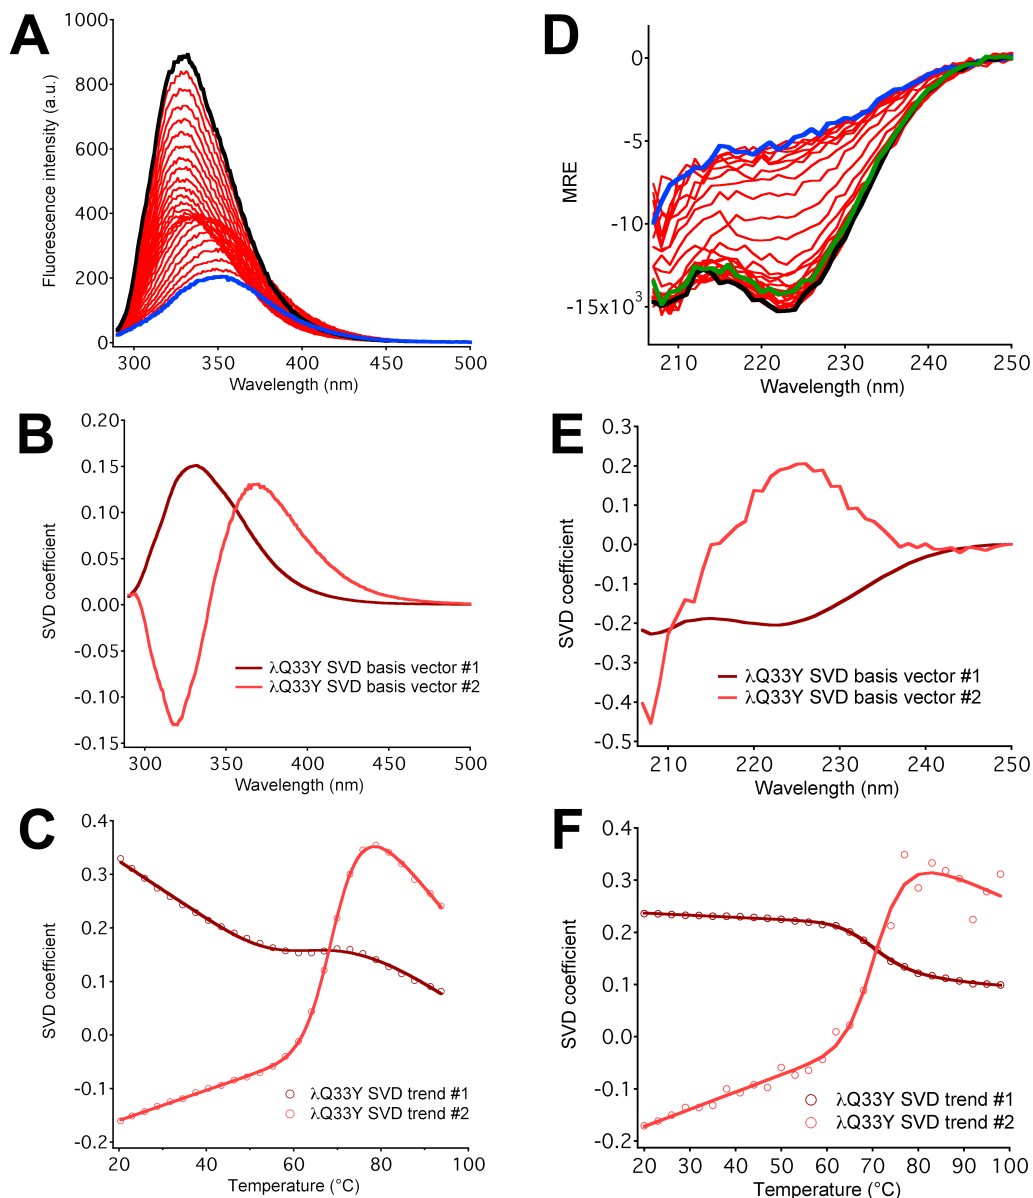 A
Fluorescence intensity (a.u.)
1000
800
600
400
200
0
300
350
400
450
500
Wavelength (nm)
D
MRE
0
-5
-10
-15x10³
210
220
230
240
250
Wavelength (nm)
B
SVD coefficient
0.20
0.15
0.10
0.05
0.00
-0.05
-0.10
-0.15
λQ33Y SVD basis vector #1
λQ33Y SVD basis vector #2
300
350
400
450
500
Wavelength (nm)
E
SVD coefficient
0.3
0.2
0.1
0.0
-0.1
-0.2
-0.3
-0.4
-0.5
λQ33Y SVD basis vector #1
λQ33Y SVD basis vector #2
210
220
230
240
250
Wavelength (nm)
C
SVD coefficient
0.4
0.3
0.2
0.1
0.0
-0.1
-0.2
λQ33Y SVD trend #1
λQ33Y SVD trend #2
20
40
60
80
100
Temperature (°C)
F
SVD coefficient
0.4
0.3
0.2
0.1
0.0
-0.1
-0.2
λQ33Y SVD trend #1
λQ33Y SVD trend #2
20
30
40
50
60
70
80
90
100
Temperature (°C)